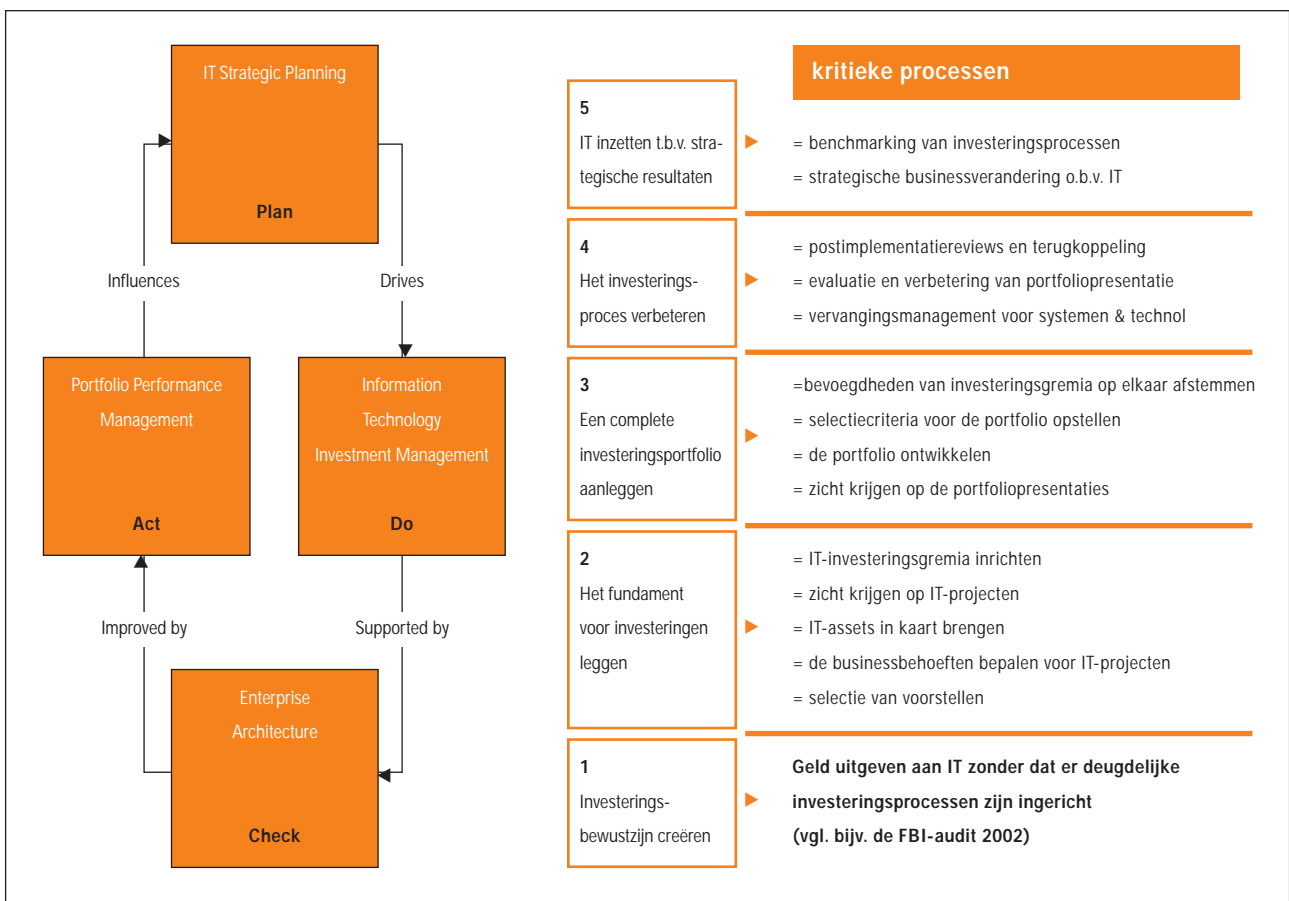 IT Strategic Planning
Plan
Influences
Drives
Portfolio Performance
Management
Act
Information
Technology
Investment Management
Do
Improved by
Supported by
Enterprise
Architecture
Check
kritieke processen
5
IT inzetten t.b.v. stra-
tegische resultaten
= benchmarking van investeringsprocessen
= strategische businessverandering o.b.v. IT
4
Het investerings-
proces verbeteren
= postimplementatiereviews en terugkoppeling
= evaluatie en verbetering van portfoliopresentatie
= vervangingsmanagement voor systemen & technol
3
Een complete
investeringsportfolio
aanleggen
=bevoegdheden van investeringsgremia op elkaar afstemmen
= selectiecriteria voor de portfolio opstellen
= de portfolio ontwikkelen
= zicht krijgen op de portfoliopresentaties
2
Het fundament
voor investeringen
leggen
= IT-investeringsgremia inrichten
= zicht krijgen op IT-projecten
= IT-assets in kaart brengen
= de businessbehoeften bepalen voor IT-projecten
= selectie van voorstellen
1
Investerings-
bewustzijn creëren
Geld uitgeven aan IT zonder dat er deugdelijke
investeringsprocessen zijn ingericht
(vgl. bijv. de FBI-audit 2002)